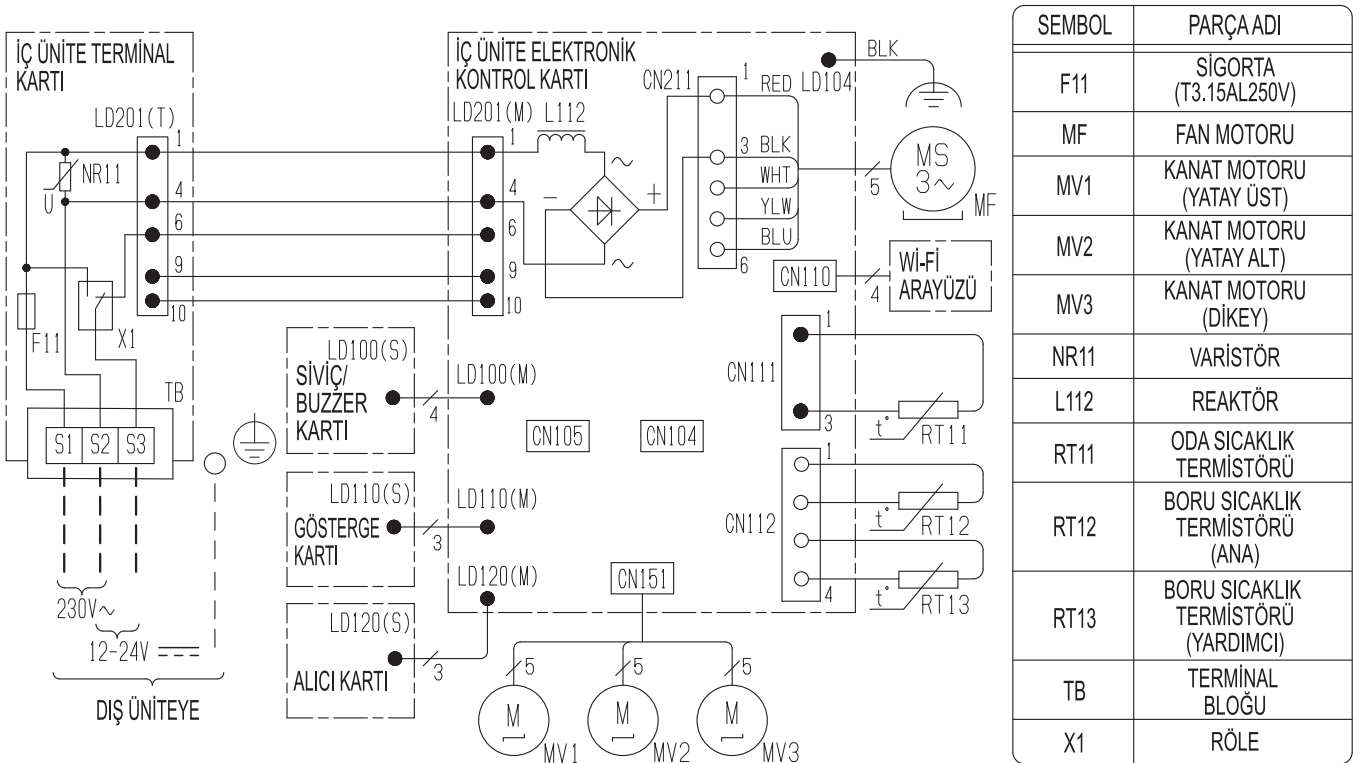 İÇ ÜNİTE TERMİNAL
KARTI
LD201(T)
1
4
6
9
10
NR11
U
F11
X1
TB
S1
S2
S3
230V~
12-24V
DIŞ ÜNİTEYE
İÇ ÜNİTE ELEKTRONİK
KONTROL KARTI
LD201(M)
L112
1
4
6
9
10
~
-
+
~
CN211
1
3
6
RED
BLK
WHT
YLW
BLU
LD104
BLK
5
MS
3~
MF
CN110
4
Wİ-Fİ
ARAYÜZÜ
CN111
1
3
t°
RT11
CN112
1
4
t°
RT12
t°
RT13
LD100(S)
SİVİÇ/
BUZZER
KARTI
4
LD100(M)
CN105
CN104
LD110(S)
GÖSTERGE
KARTI
3
LD110(M)
LD120(M)
LD120(S)
ALICI KARTI
3
CN151
5
5
5
M
M
M
MV1
MV2
MV3
SEMBOL PARÇA ADI
F11 SİGORTA
(T3.15AL250V)
MF FAN MOTORU
MV1 KANAT MOTORU
(YATAY ÜST)
MV2 KANAT MOTORU
(YATAY ALT)
MV3 KANAT MOTORU
(DİKEY)
NR11 VARİSTÖR
L112 REAKTÖR
RT11 ODA SICAKLIK
TERMİSTÖRÜ
BORU SICAKLIK
RT12 TERMİSTÖRÜ
(ANA)
BORU SICAKLIK
RT13 TERMİSTÖRÜ
(YARDIMCI)
TB TERMİNAL
BLOĞU
X1 RÖLE